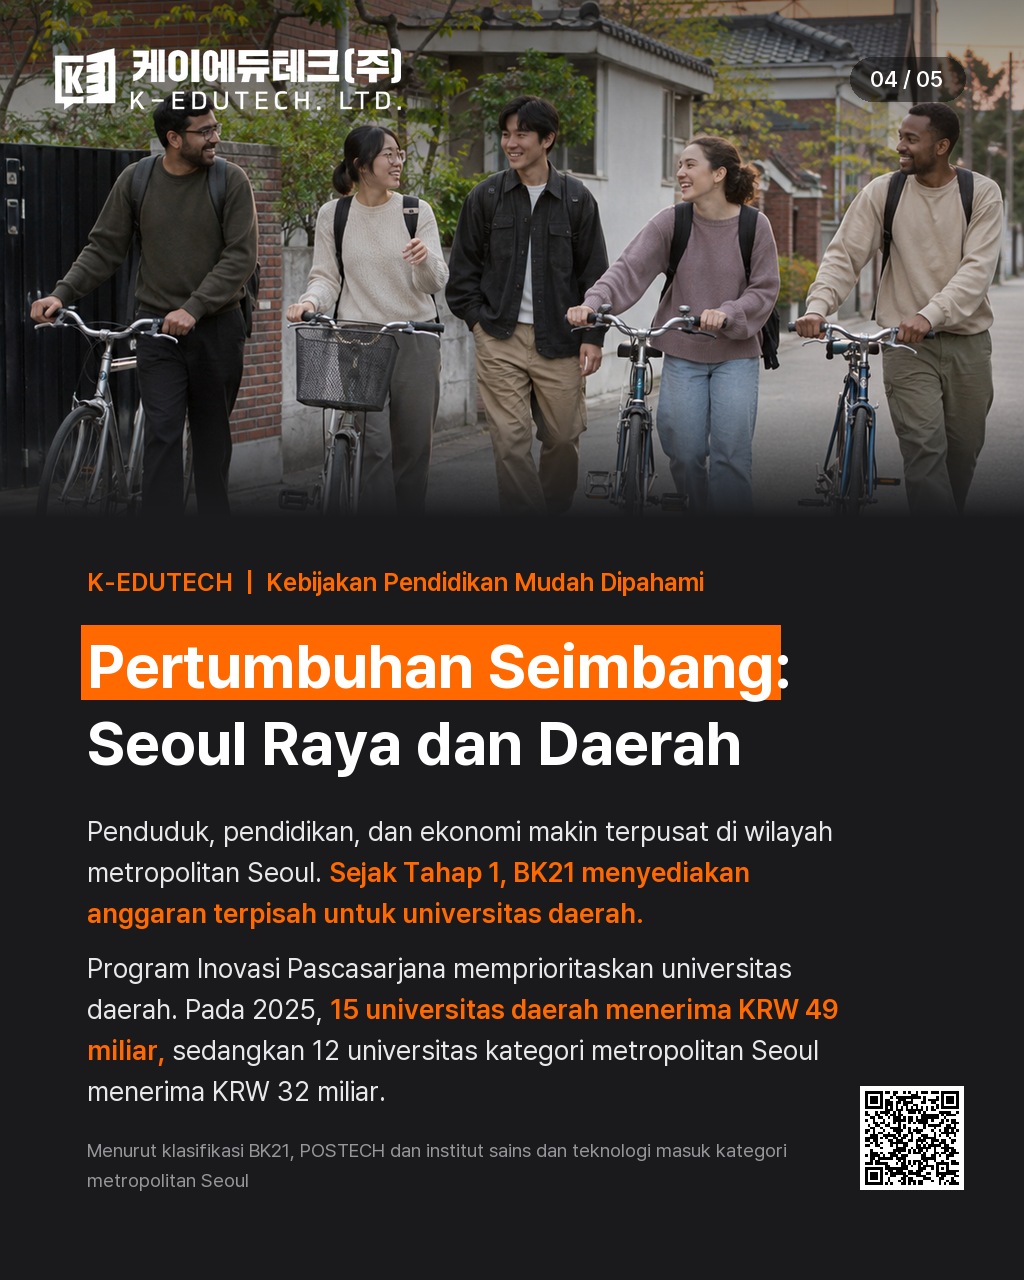 케이에듀테크(주)
K-EDUTECH. LTD.
04 / 05
K-EDUTECH | Kebijakan Pendidikan Mudah Dipahami
Pertumbuhan Seimbang:
Seoul Raya dan Daerah
Penduduk, pendidikan, dan ekonomi makin terpusat di wilayah
metropolitan Seoul. Sejak Tahap 1, BK21 menyediakan
anggaran terpisah untuk universitas daerah.
Program Inovasi Pascasarjana memprioritaskan universitas
daerah. Pada 2025, 15 universitas daerah menerima KRW 49
miliar, sedangkan 12 universitas kategori metropolitan Seoul
menerima KRW 32 miliar.
Menurut klasifikasi BK21, POSTECH dan institut sains dan teknologi masuk kategori
metropolitan Seoul